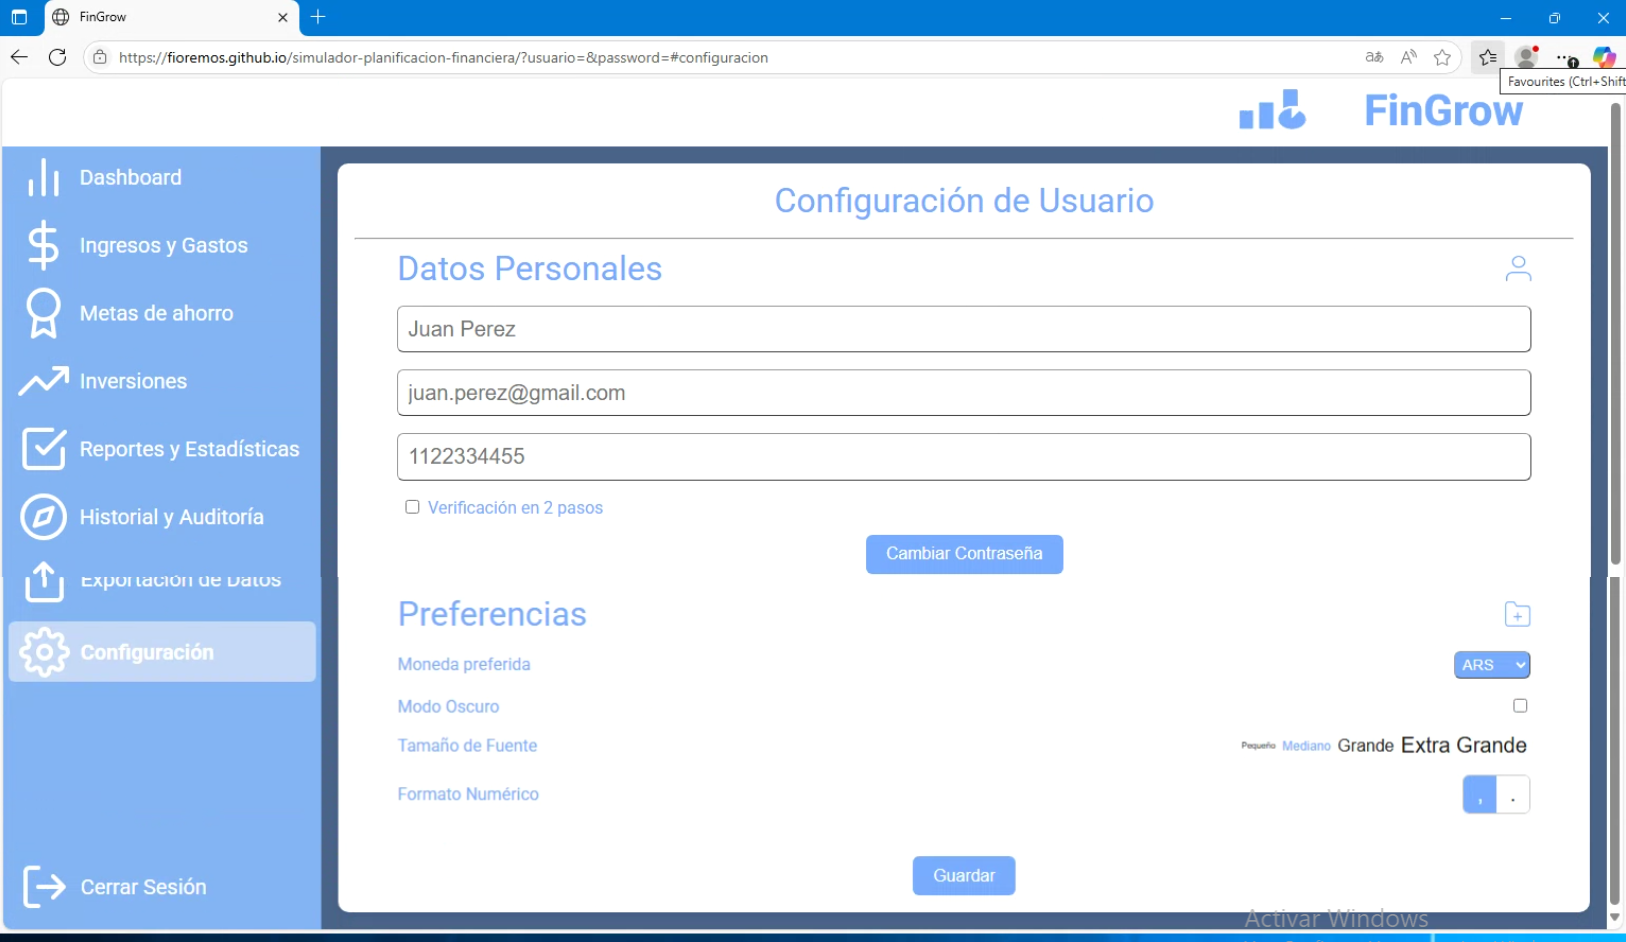 FinGrow
https://fioremos.github.io/simulador-planificacion-financiera/?usuario=&password=#configuracion
Favourites (Ctrl+Shift
FinGrow
Dashboard
Ingresos y Gastos
Metas de ahorro
Inversiones
Reportes y Estadísticas
Historial y Auditoría
Exportación de Datos
Configuración
Cerrar Sesión
Configuración de Usuario
Datos Personales
Juan Perez
juan.perez@gmail.com
1122334455
Verificación en 2 pasos
Cambiar Contraseña
Preferencias
Moneda preferida
ARS
Modo Oscuro
Tamaño de Fuente
Pequeño Mediano Grande Extra Grande
Formato Numérico
, .
Guardar
Activar Windows